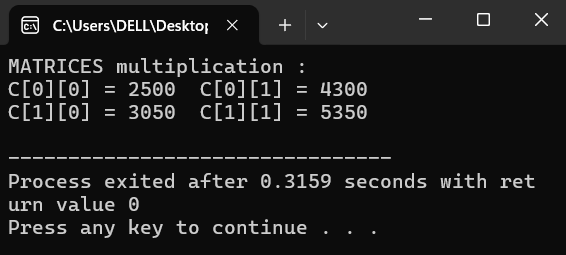 C:\Users\DELL\Desktop
MATRICES multiplication :
C[0][0] = 2500  C[0][1] = 4300
C[1][0] = 3050  C[1][1] = 5350
--------------------------------
Process exited after 0.3159 seconds with ret
urn value 0
Press any key to continue . . .